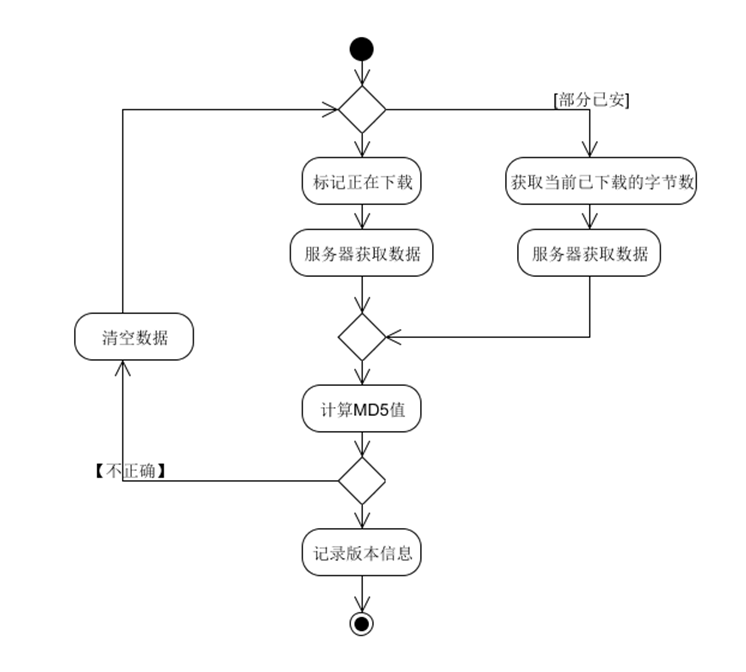 [部分已安]
标记正在下载
获取当前已下载的字节数
服务器获取数据
服务器获取数据
清空数据
计算MD5值
【不正确】
记录版本信息